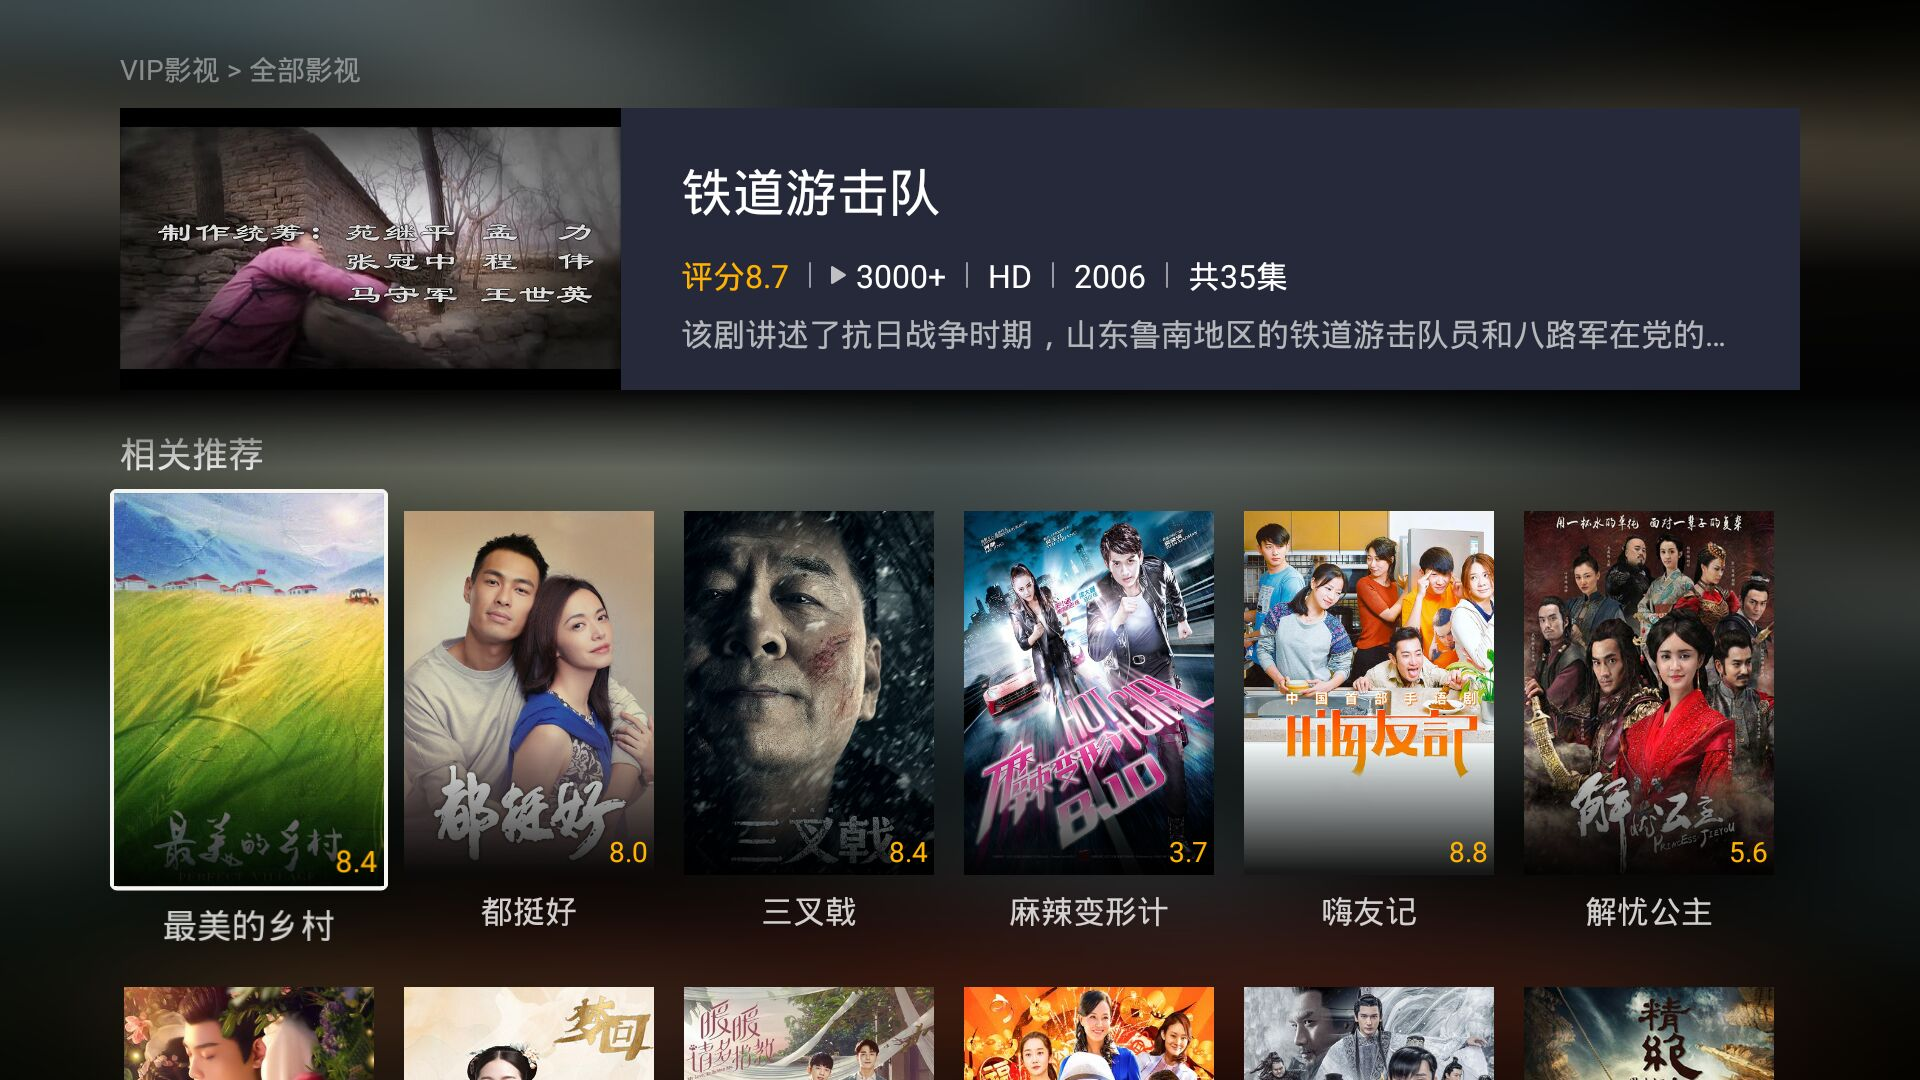 VIP影视 > 全部影视
制作统筹：苑继平 孟 力
张冠中 程 伟
马守军 王世英
铁道游击队
评分8.7 3000+ HD 2006 共35集
该剧讲述了抗日战争时期，山东鲁南地区的铁道游击队员和八路军在党的...
相关推荐
最美的乡村
8.4
都挺好
8.0
三叉戟
8.4
HOT GIRL
麻辣变形计
8.10
3.7
中国首部手语剧
嗨友記
8.8
用一杯水的单纯 面对一辈子的复杂
解忧公主
PRINCESS JIEYOU
5.6
最美的乡村
都挺好
三叉戟
麻辣变形计
嗨友记
解忧公主
梦回
暖暖
请多指教
精绝